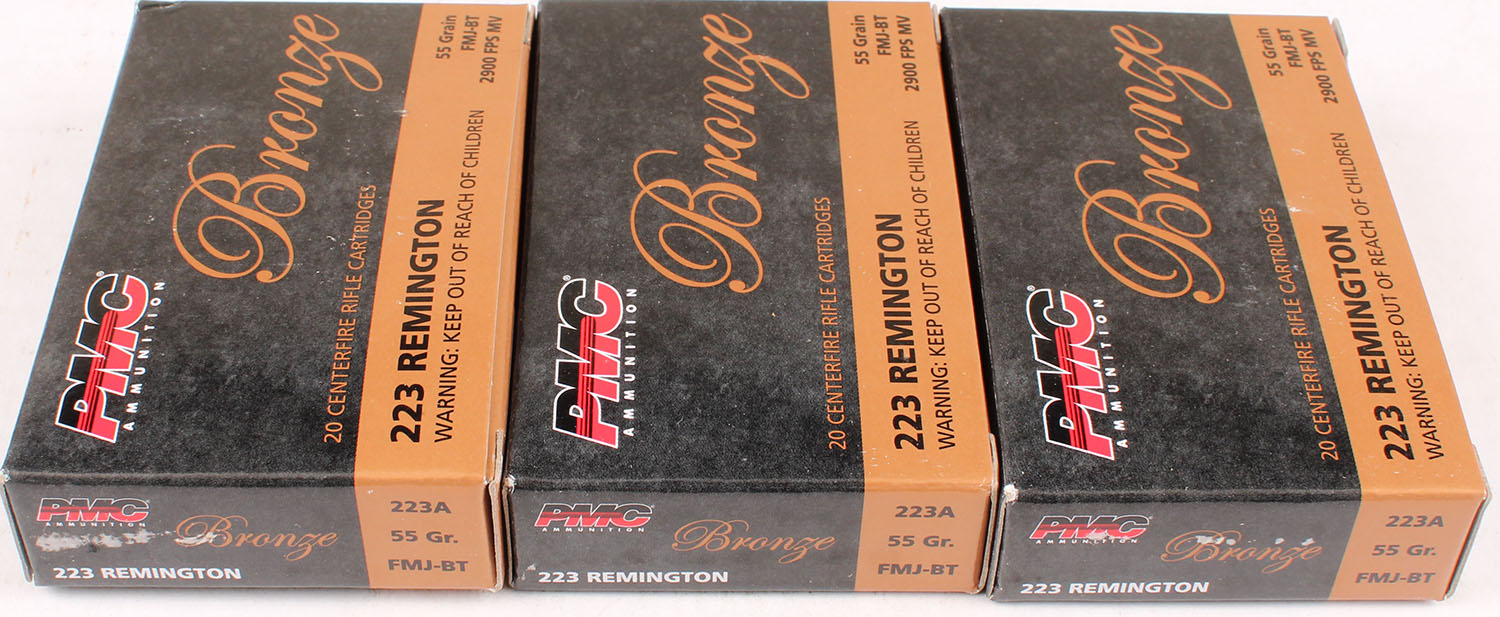 PMC®
AMMUNITION
Bronze
20 CENTERFIRE RIFLE CARTRIDGES
223 REMINGTON
WARNING: KEEP OUT OF REACH OF CHILDREN
55 Grain
FMJ-BT
2900 FPS MV
PMC
AMMUNITION
Bronze
223 REMINGTON
223A
55 Gr.
FMJ-BT
PMC®
AMMUNITION
Bronze
20 CENTERFIRE RIFLE CARTRIDGES
223 REMINGTON
WARNING: KEEP OUT OF REACH OF CHILDREN
55 Grain
FMJ-BT
2900 FPS MV
PMC
AMMUNITION
Bronze
223 REMINGTON
223A
55 Gr.
FMJ-BT
PMC®
AMMUNITION
Bronze
20 CENTERFIRE RIFLE CARTRIDGES
223 REMINGTON
WARNING: KEEP OUT OF REACH OF CHILDREN
55 Grain
FMJ-BT
2900 FPS MV
PMC
AMMUNITION
Bronze
223 REMINGTON
223A
55 Gr.
FMJ-BT